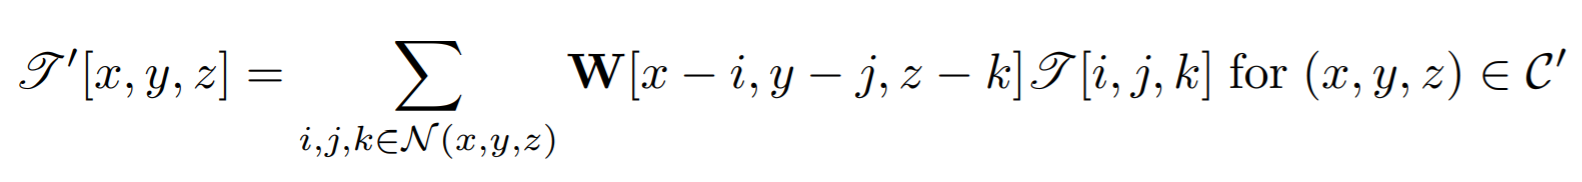 𝒯′[x, y, z] = ∑_{i,j,k∈𝒩(x,y,z)} 𝐖[x − i, y − j, z − k]𝒯[i, j, k] for (x, y, z) ∈ 𝒞′